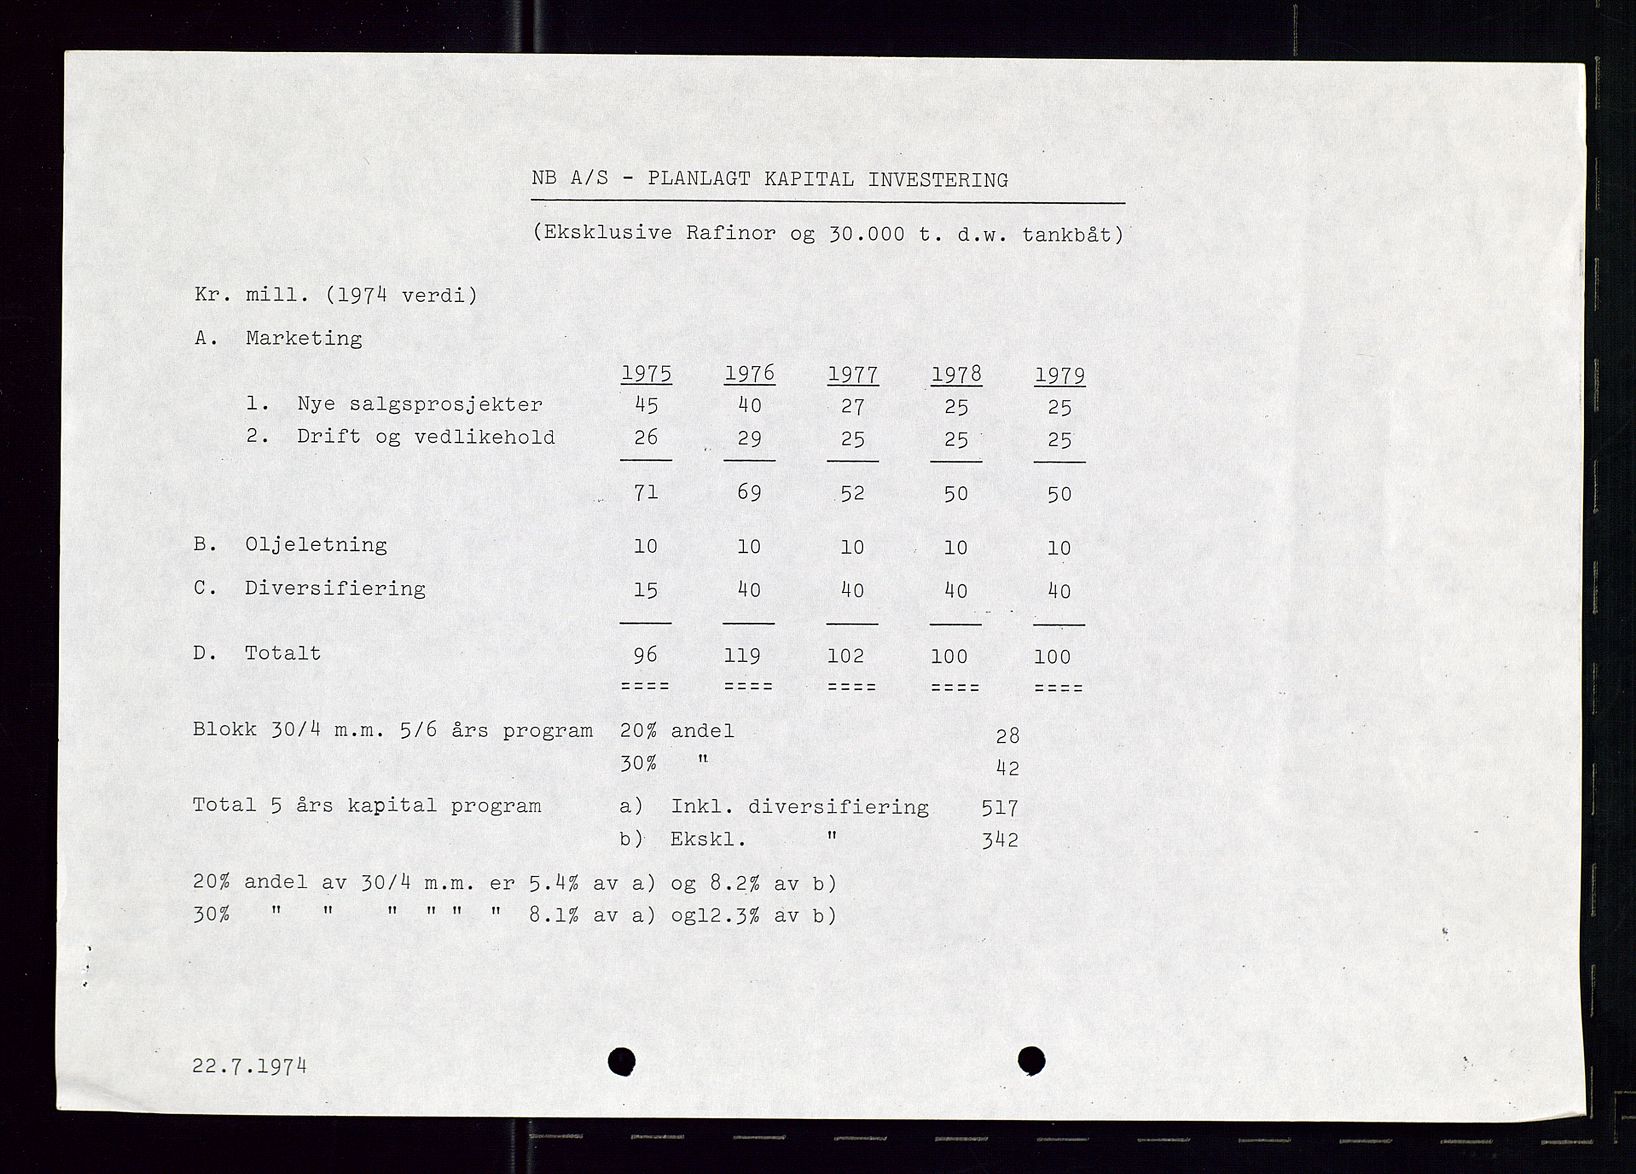 NB A/S - PLANLAGT KAPITAL INVESTERING
(Eksklusive Rafinor og 30.000 t. d.w. tankbåt)
Kr. mill. (1974 verdi)
A. Marketing
1975 1976 1977 1978 1979
1. Nye salgsprosjekter 45 40 27 25 25
2. Drift og vedlikehold 26 29 25 25 25
71 69 52 50 50
B. Oljeletning 10 10 10 10 10
C. Diversifiering 15 40 40 40 40
D. Totalt 96 119 102 100 100
==== ==== ==== ==== ====
Blokk 30/4 m.m. 5/6 års program 20% andel 28
30% " 42
Total 5 års kapital program a) Inkl. diversifiering 517
b) Ekskl. " 342
20% andel av 30/4 m.m. er 5.4% av a) og 8.2% av b)
30% " " " " " " 8.1% av a) og12.3% av b)
22.7.1974